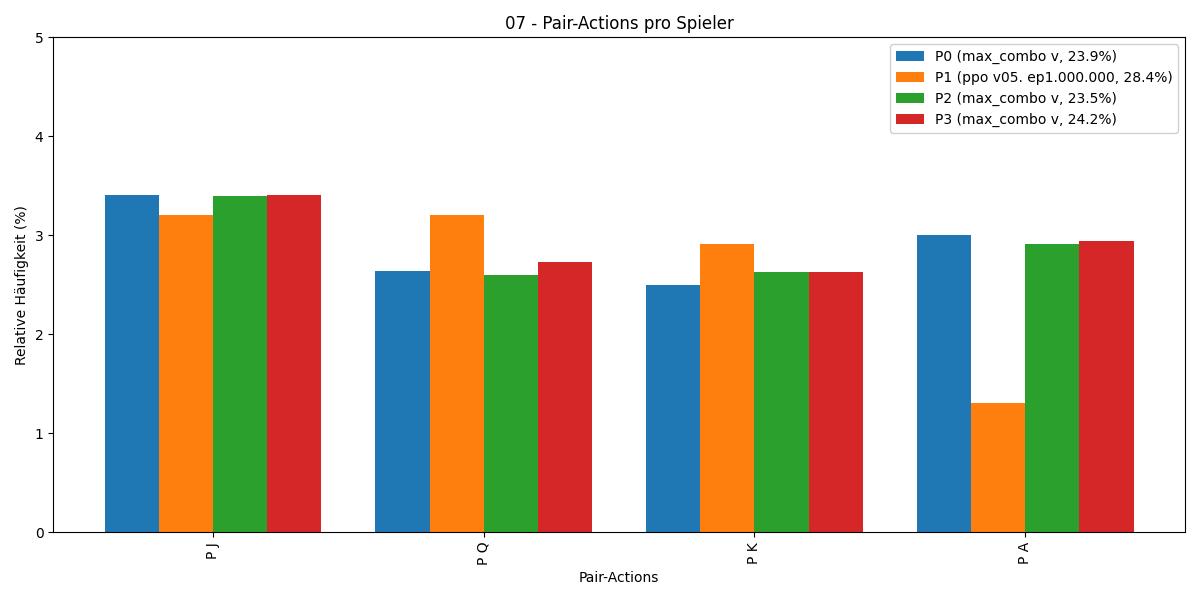 07 - Pair-Actions pro Spieler
P0 (max_combo v, 23.9%)
P1 (ppo v05. ep1.000.000, 28.4%)
P2 (max_combo v, 23.5%)
P3 (max_combo v, 24.2%)
Relative Häufigkeit (%)
5
4
3
2
1
0
P J
P Q
P K
P A
Pair-Actions